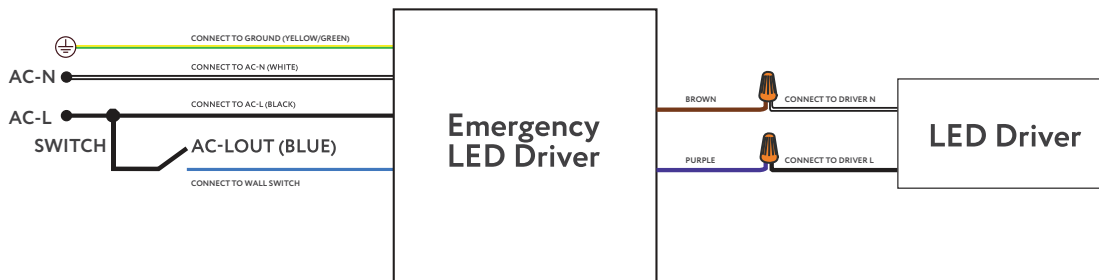 CONNECT TO GROUND (YELLOW/GREEN)
AC-N
CONNECT TO AC-N (WHITE)
AC-L
CONNECT TO AC-L (BLACK)
SWITCH
AC-LOUT (BLUE)
CONNECT TO WALL SWITCH
Emergency
LED Driver
BROWN
CONNECT TO DRIVER N
PURPLE
CONNECT TO DRIVER L
LED Driver